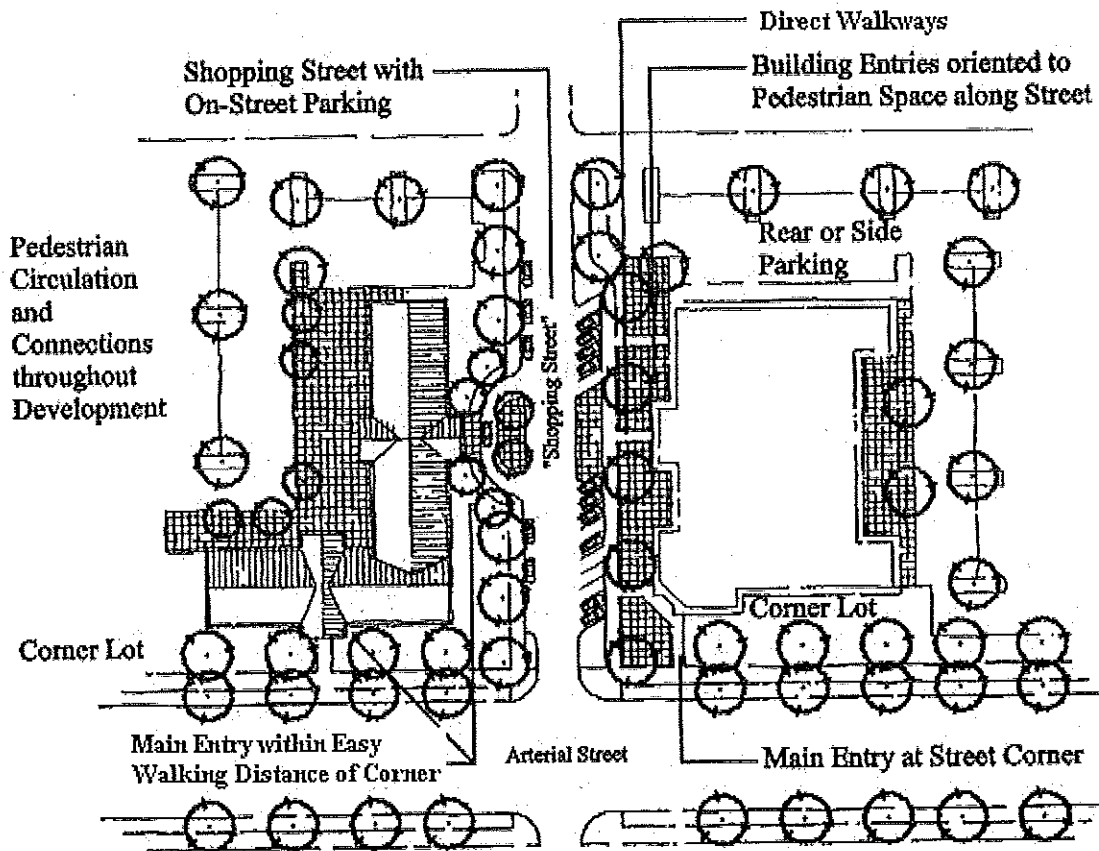 Direct Walkways
Shopping Street with
On-Street Parking
Building Entries oriented to
Pedestrian Space along Street
Pedestrian
Circulation
and
Connections
throughout
Development
Rear or Side
Parking
"Shopping Street"
Corner Lot
Corner Lot
Main Entry within Easy
Walking Distance of Corner
Arterial Street
Main Entry at Street Corner